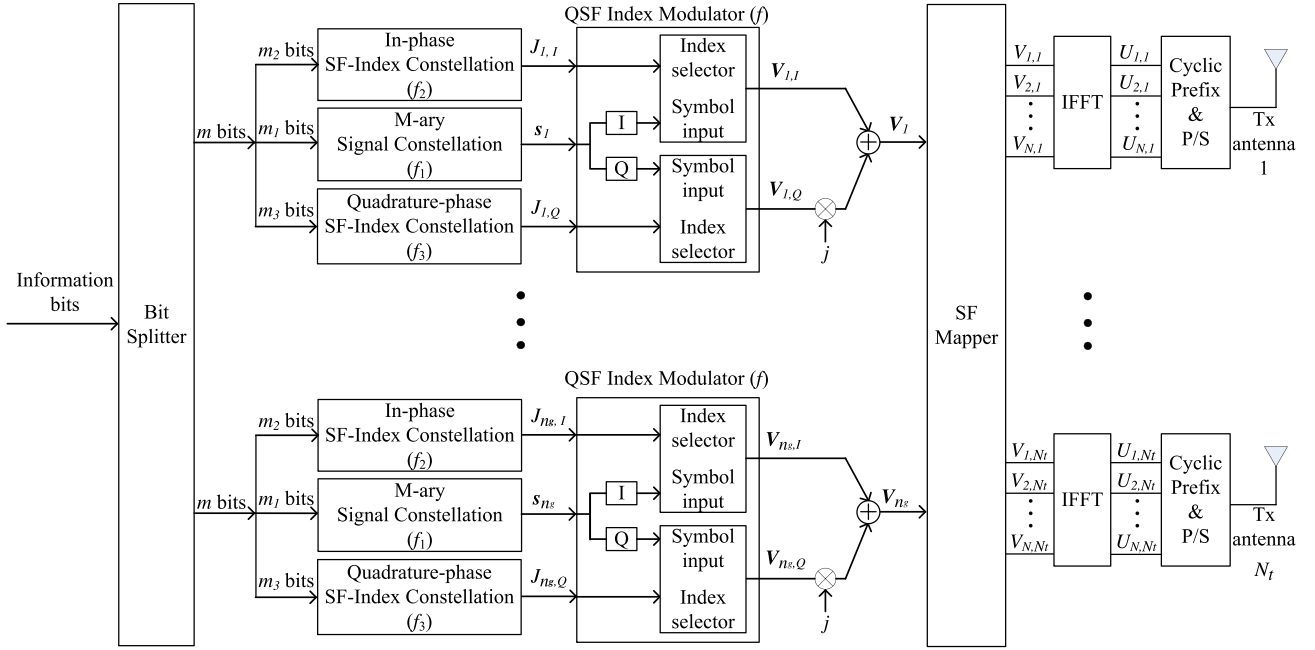 Information
bits
Bit
Splitter
m bits
m2 bits
m1 bits
m3 bits
In-phase
SF-Index Constellation
(f2)
M-ary
Signal Constellation
(f1)
Quadrature-phase
SF-Index Constellation
(f3)
J1, I
s1
J1,Q
QSF Index Modulator (f)
I
Q
Index
selector
Symbol
input
Symbol
input
Index
selector
V1,I
V1,Q
j
V1
m bits
m2 bits
m1 bits
m3 bits
In-phase
SF-Index Constellation
(f2)
M-ary
Signal Constellation
(f1)
Quadrature-phase
SF-Index Constellation
(f3)
Jng, I
sng
Jng,Q
QSF Index Modulator (f)
I
Q
Index
selector
Symbol
input
Symbol
input
Index
selector
Vng,I
Vng,Q
j
Vng
SF
Mapper
V1,1
V2,1
VN,1
IFFT
U1,1
U2,1
UN,1
Cyclic
Prefix
&
P/S
Tx
antenna
1
V1,Nt
V2,Nt
VN,Nt
IFFT
U1,Nt
U2,Nt
UN,Nt
Cyclic
Prefix
&
P/S
Tx
antenna
Nt